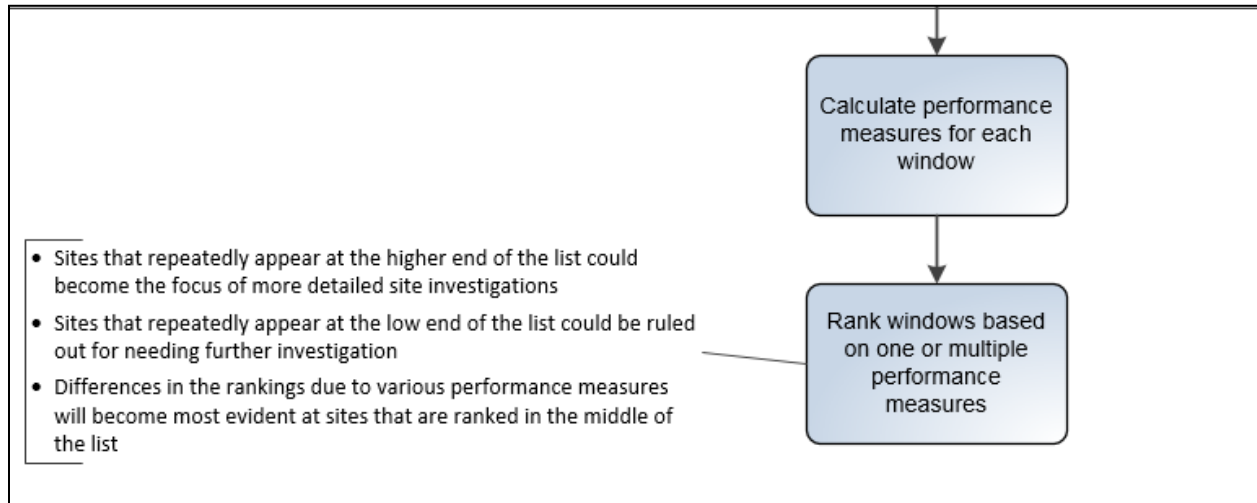 Calculate performance
measures for each
window
• Sites that repeatedly appear at the higher end of the list could
become the focus of more detailed site investigations
• Sites that repeatedly appear at the low end of the list could be ruled
out for needing further investigation
• Differences in the rankings due to various performance measures
will become most evident at sites that are ranked in the middle of
the list
Rank windows based
on one or multiple
performance
measures